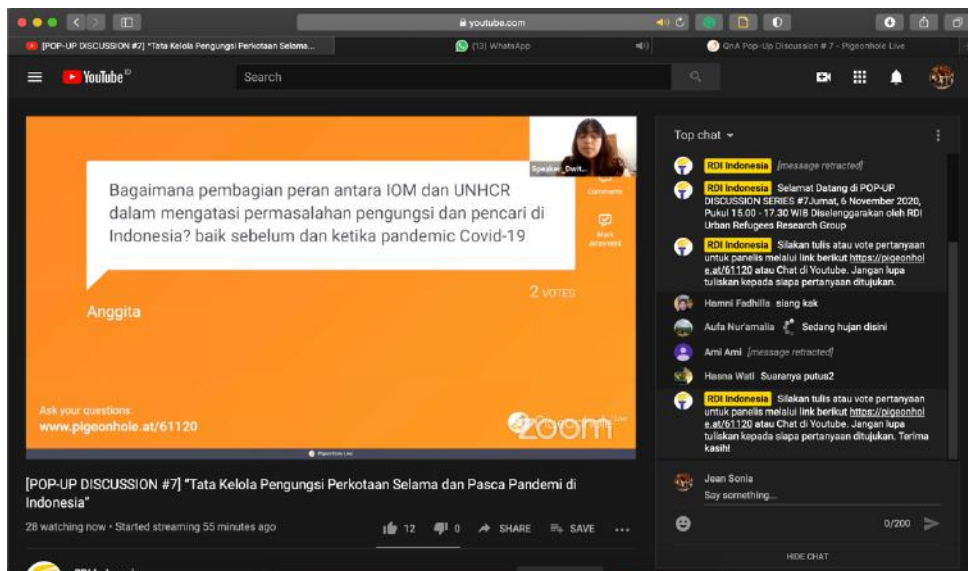 youtube.com
[POP-UP DISCUSSION #7] "Tata Kelola Pengungsi Perkotaan Selama...
(13) WhatsApp
QnA Pop-Up Discussion # 7 - Pigeonhole Live
YouTube ID
Search
Speaker_Dwit...
Comments
Mark
answered
Bagaimana pembagian peran antara IOM dan UNHCR
dalam mengatasi permasalahan pengungsi dan pencari di
Indonesia? baik sebelum dan ketika pandemic Covid-19
2 VOTES
Anggita
Ask your questions:
www.pigeonhole.at/61120
zoom
Pigeonhole Live
[POP-UP DISCUSSION #7] "Tata Kelola Pengungsi Perkotaan Selama dan Pasca Pandemi di
Indonesia"
28 watching now • Started streaming 55 minutes ago
12
0
SHARE
SAVE
Top chat
RDI Indonesia [message retracted]
RDI Indonesia Selamat Datang di POP-UP
DISCUSSION SERIES #7Jumat, 6 November 2020,
Pukul 15.00 - 17.30 WIB Diselenggarakan oleh RDI
Urban Refugees Research Group
RDI Indonesia Silakan tulis atau vote pertanyaan
untuk panelis melalui link berikut https://pigeonhol
e.at/61120 atau Chat di Youtube. Jangan lupa
tuliskan kepada siapa pertanyaan ditujukan.
Hamni Fadhilla siang kak
Aufa Nur'amalia Sedang hujan disini
Ami Ami [message retracted]
Hasna Wati Suaranya putus2
RDI Indonesia Silakan tulis atau vote pertanyaan
untuk panelis melalui link berikut https://pigeonhol
e.at/61120 atau Chat di Youtube. Jangan lupa
tuliskan kepada siapa pertanyaan ditujukan. Terima
kasih!
Jean Sonia
Say something...
0/200
HIDE CHAT